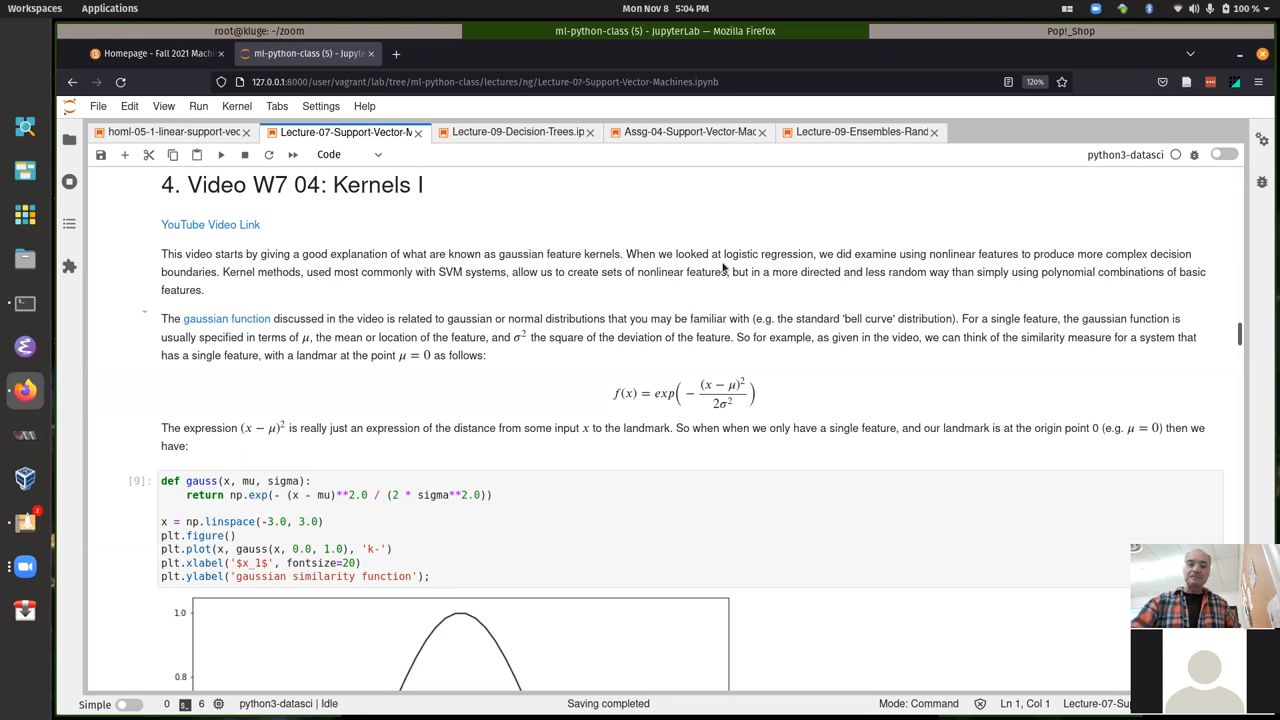 Workspaces Applications Mon Nov 8 5:04 PM 100 %
root@kluge: ~/zoom ml-python-class (5) - JupyterLab — Mozilla Firefox Pop!_Shop
Homepage - Fall 2021 Mach ml-python-class (5) - Jupyt
127.0.0.1:8000/user/vagrant/lab/tree/ml-python-class/lectures/ng/Lecture-07-Support-Vector-Machines.ipynb 120%
File Edit View Run Kernel Tabs Settings Help
homl-05-1-linear-support-vec Lecture-07-Support-Vector-M Lecture-09-Decision-Trees.ip Assg-04-Support-Vector-Mac Lecture-09-Ensembles-Rand
Code python3-datasci
4. Video W7 04: Kernels I
YouTube Video Link
This video starts by giving a good explanation of what are known as gaussian feature kernels. When we looked at logistic regression, we did examine using nonlinear features to produce more complex decision
boundaries. Kernel methods, used most commonly with SVM systems, allow us to create sets of nonlinear features, but in a more directed and less random way than simply using polynomial combinations of basic
features.
The gaussian function discussed in the video is related to gaussian or normal distributions that you may be familiar with (e.g. the standard 'bell curve' distribution). For a single feature, the gaussian function is
usually specified in terms of μ, the mean or location of the feature, and σ² the square of the deviation of the feature. So for example, as given in the video, we can think of the similarity measure for a system that
has a single feature, with a landmar at the point μ = 0 as follows:
f(x) = exp( − (x − μ)² / 2σ² )
The expression (x − μ)² is really just an expression of the distance from some input x to the landmark. So when when we only have a single feature, and our landmark is at the origin point 0 (e.g. μ = 0) then we
have:
[9]: def gauss(x, mu, sigma):
return np.exp(- (x - mu)**2.0 / (2 * sigma**2.0))
x = np.linspace(-3.0, 3.0)
plt.figure()
plt.plot(x, gauss(x, 0.0, 1.0), 'k-')
plt.xlabel('$x_1$', fontsize=20)
plt.ylabel('gaussian similarity function');
1.0
0.8
Simple 0 6 python3-datasci | Idle Saving completed Mode: Command Ln 1, Col 1 Lecture-07-Su